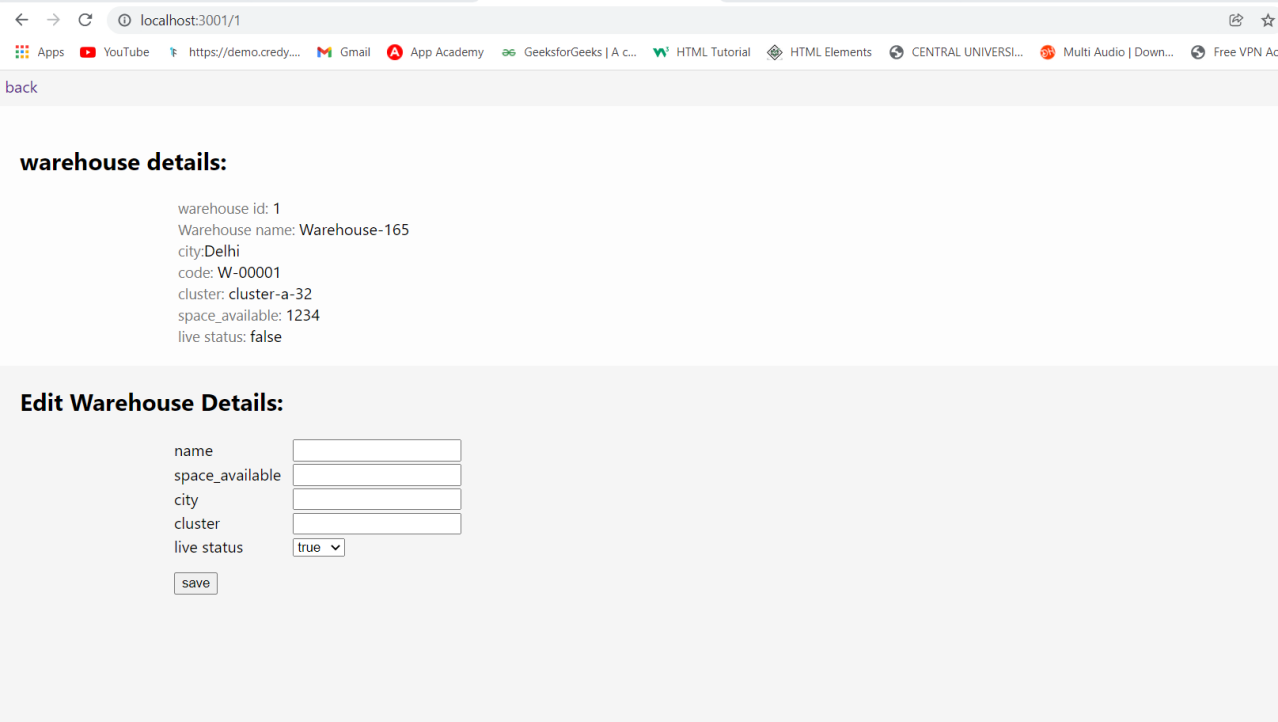 localhost:3001/1
Apps YouTube https://demo.credy.... Gmail App Academy GeeksforGeeks | A c... HTML Tutorial HTML Elements CENTRAL UNIVERSI... Multi Audio | Down... Free VPN Ac
back
warehouse details:
warehouse id: 1
Warehouse name: Warehouse-165
city:Delhi
code: W-00001
cluster: cluster-a-32
space_available: 1234
live status: false
Edit Warehouse Details:
name
space_available
city
cluster
live status true
save